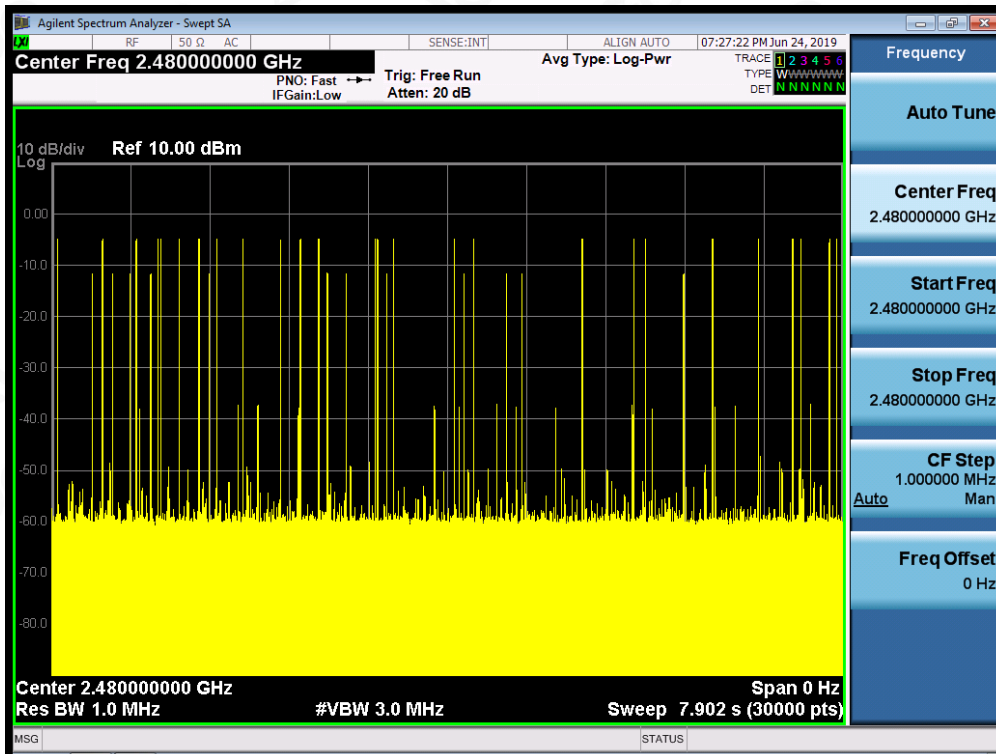 Agilent Spectrum Analyzer - Swept SA
LXI RF 50 Ω AC SENSE:INT ALIGN AUTO 07:27:22 PM Jun 24, 2019
Center Freq 2.480000000 GHz
PNO: Fast
IFGain:Low
Trig: Free Run
Atten: 20 dB
Avg Type: Log-Pwr
TRACE 1 2 3 4 5 6
TYPE WWWWWWW
DET N N N N N N
10 dB/div Ref 10.00 dBm
Log
0.00
-10.0
-20.0
-30.0
-40.0
-50.0
-60.0
-70.0
-80.0
Center 2.480000000 GHz Span 0 Hz
Res BW 1.0 MHz #VBW 3.0 MHz Sweep 7.902 s (30000 pts)
MSG STATUS
Frequency
Auto Tune
Center Freq
2.480000000 GHz
Start Freq
2.480000000 GHz
Stop Freq
2.480000000 GHz
CF Step
1.000000 MHz
Auto Man
Freq Offset
0 Hz